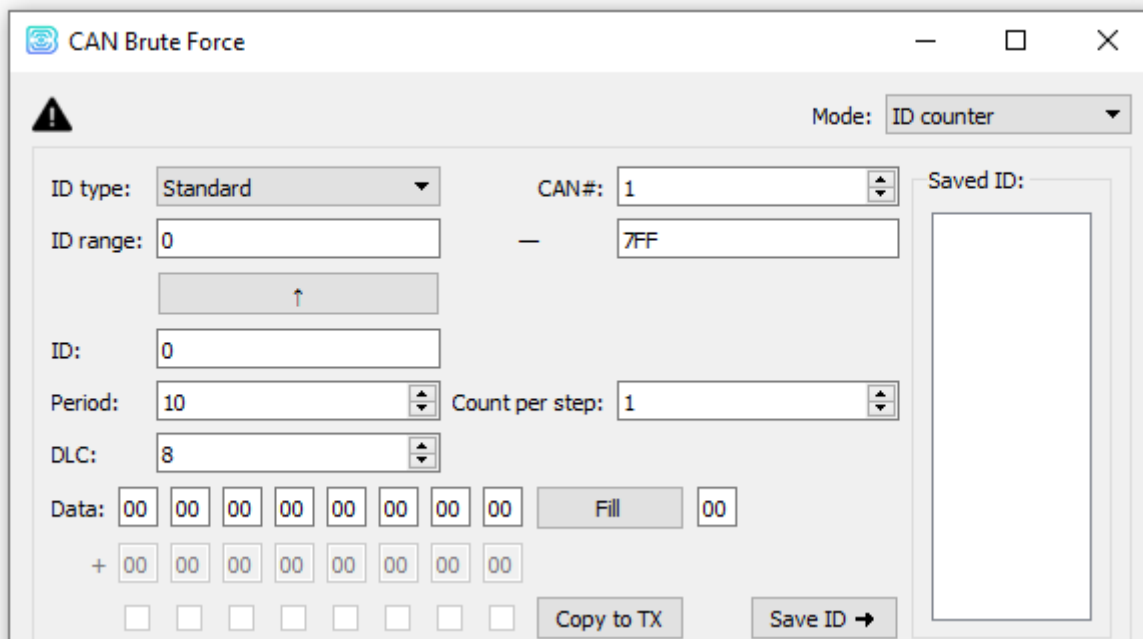 CAN Brute Force
Mode: ID counter
ID type: Standard CAN#: 1 Saved ID:
ID range: 0 — 7FF
↑
ID: 0
Period: 10 Count per step: 1
DLC: 8
Data: 00 00 00 00 00 00 00 00 Fill 00
+ 00 00 00 00 00 00 00 00
Copy to TX Save ID ➔